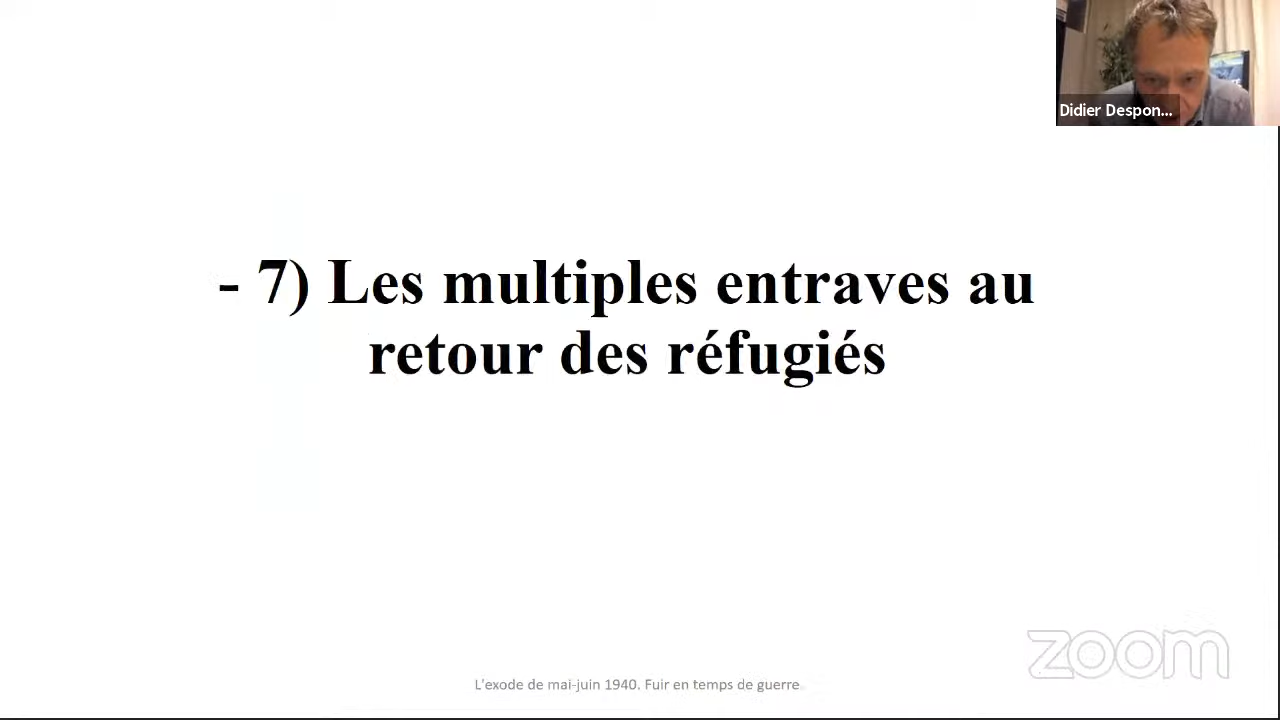 Didier Despon...
- 7) Les multiples entraves au
retour des réfugiés
zoom
L'exode de mai-juin 1940. Fuir en temps de guerre